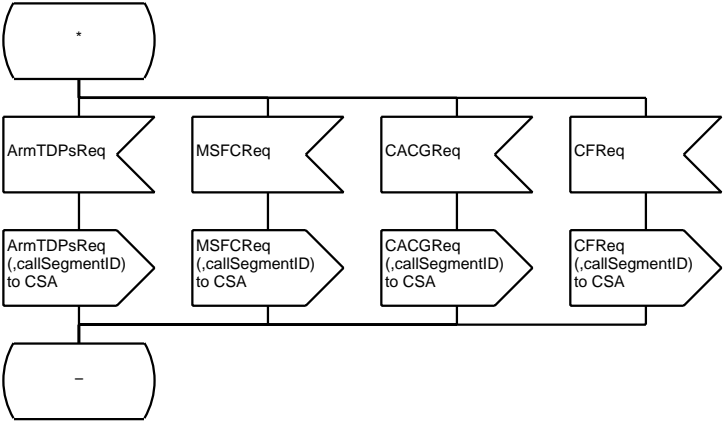 *
ArmTDPsReq
MSFCReq
CACGReq
CFReq
ArmTDPsReq
(,callSegmentID)
to CSA
MSFCReq
(,callSegmentID)
to CSA
CACGReq
(,callSegmentID)
to CSA
CFReq
(,callSegmentID)
to CSA
–